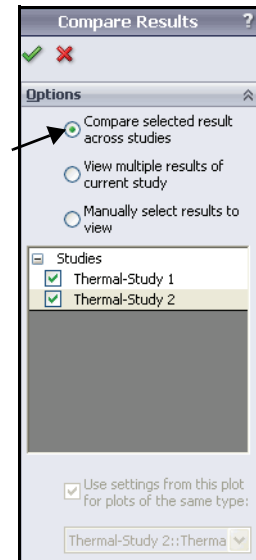 Compare Results ?
Options
Compare selected result
across studies
View multiple results of
current study
Manually select results to
view
Studies
Thermal-Study 1
Thermal-Study 2
Use settings from this plot
for plots of the same type:
Thermal-Study 2::Therma